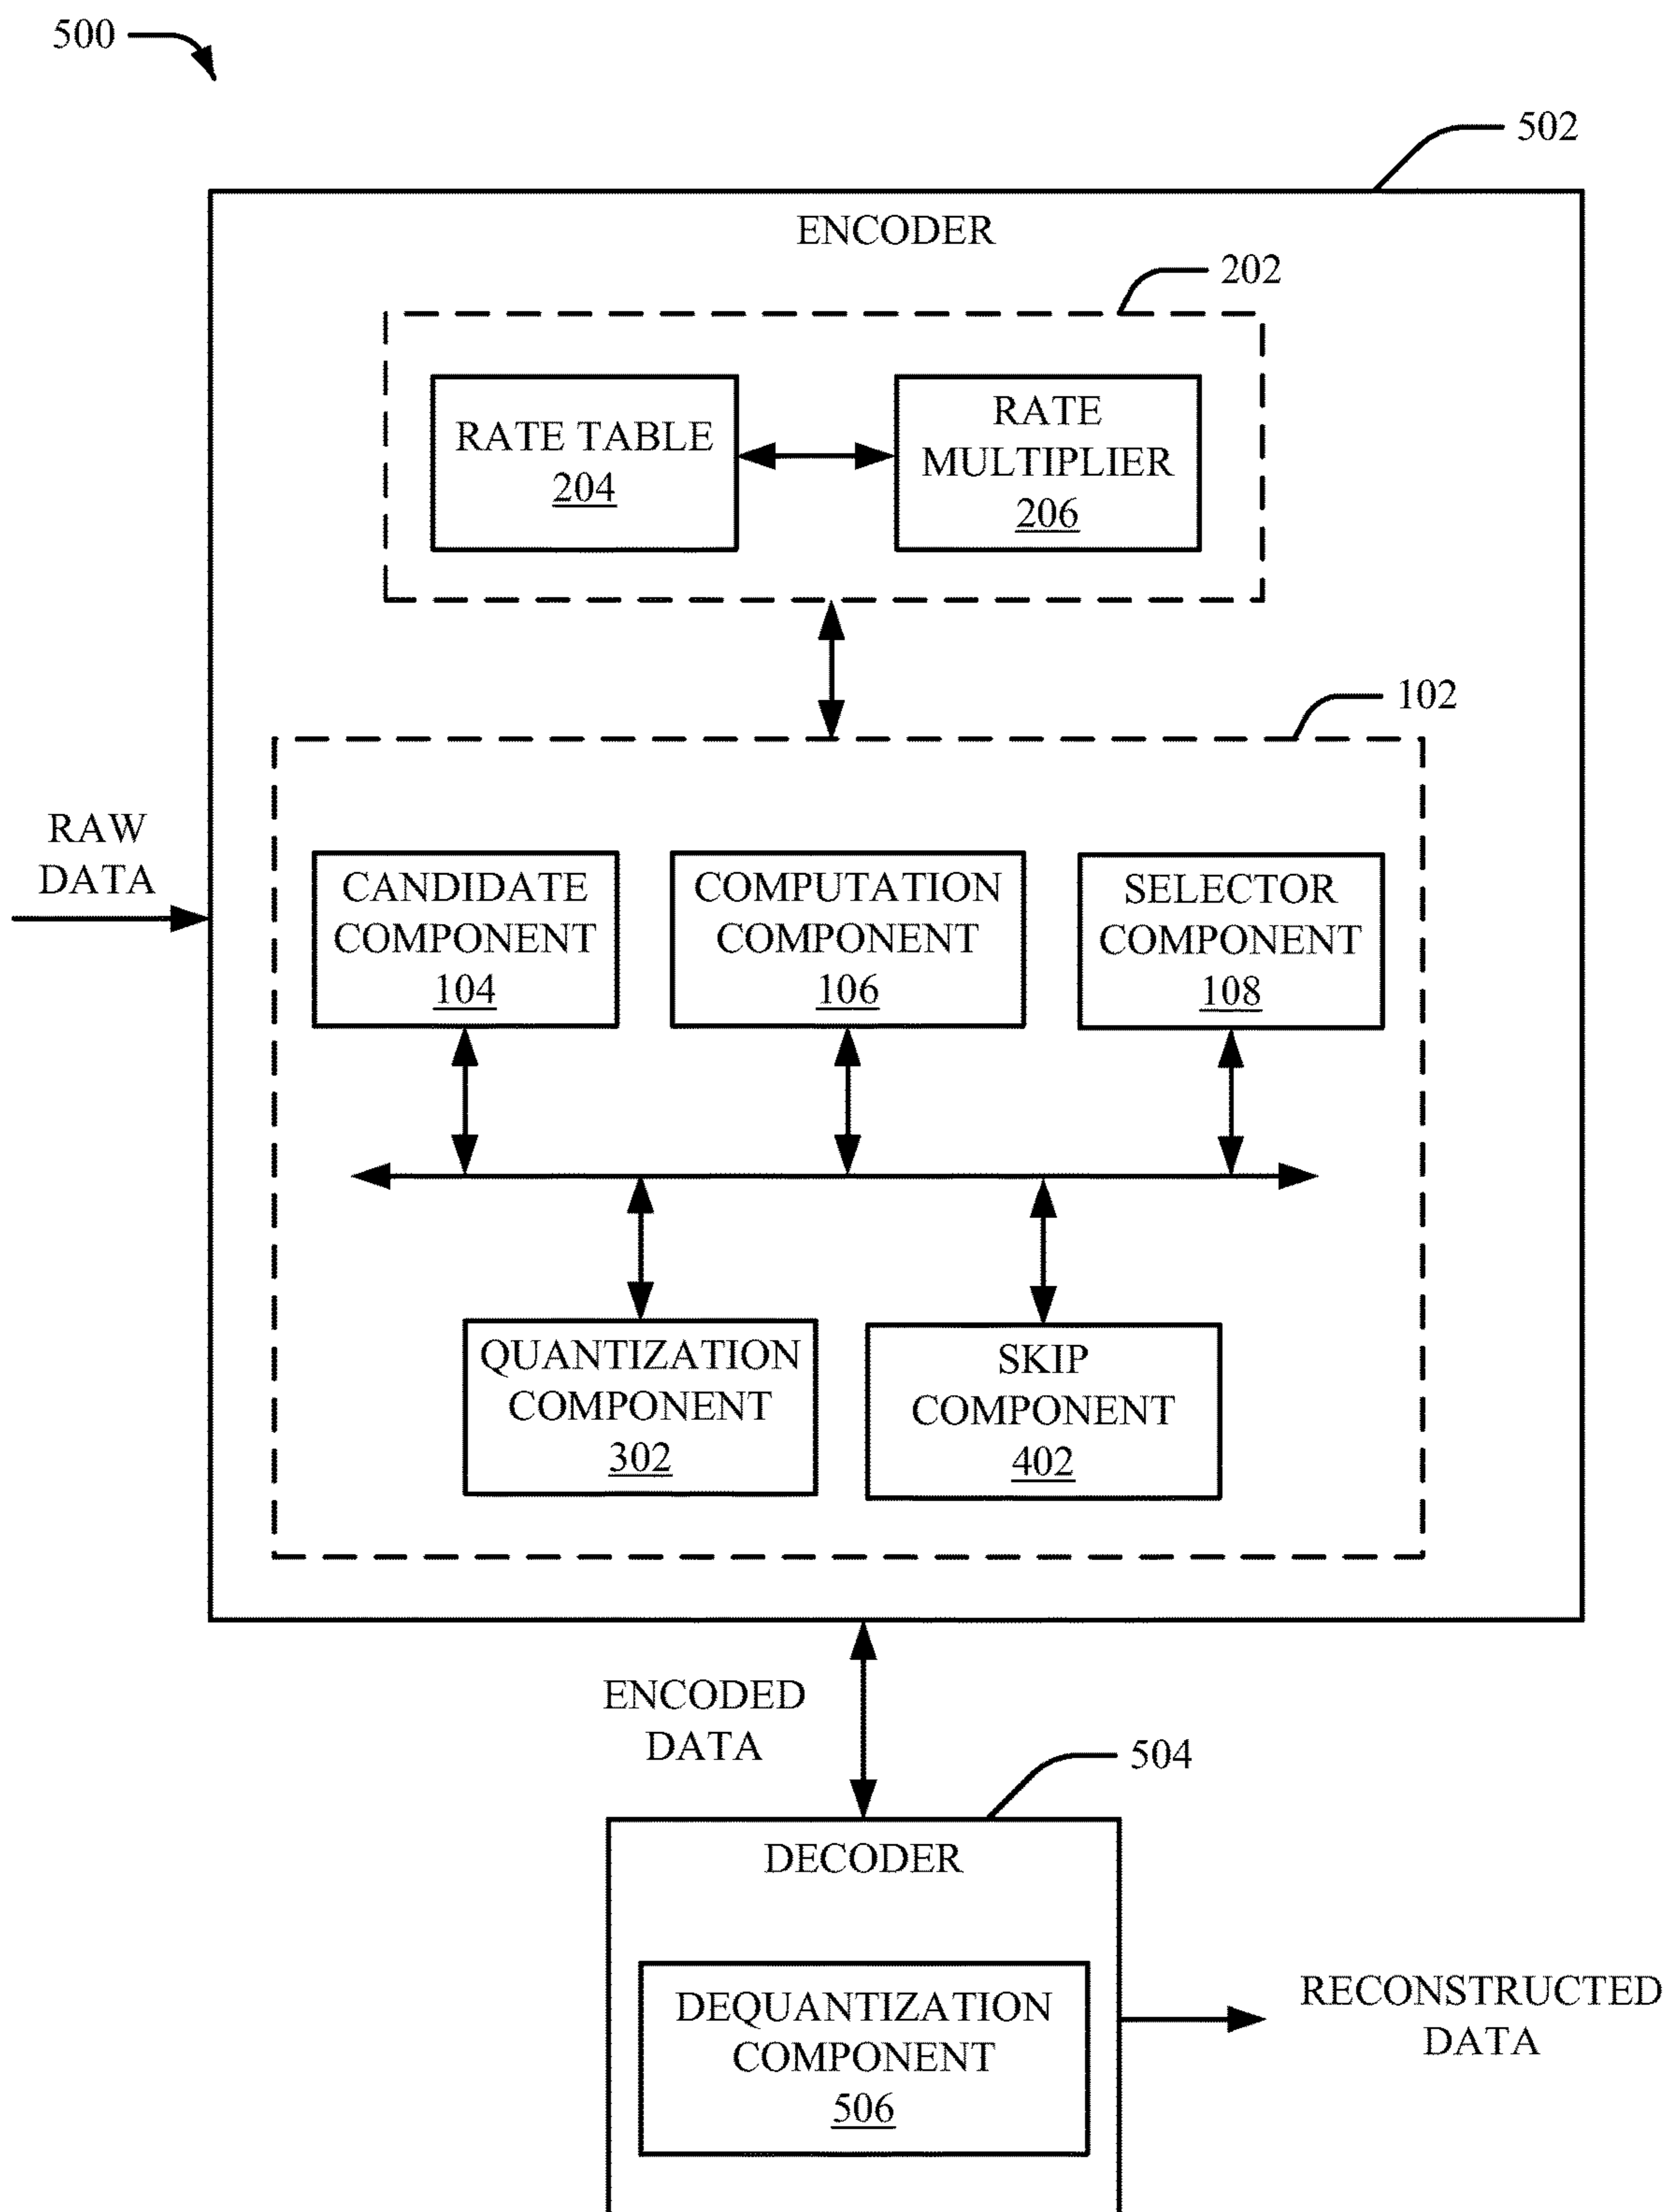 500
502
ENCODER
202
RATE TABLE
204
RATE
MULTIPLIER
206
102
RAW
DATA
CANDIDATE
COMPONENT
104
COMPUTATION
COMPONENT
106
SELECTOR
COMPONENT
108
QUANTIZATION
COMPONENT
302
SKIP
COMPONENT
402
ENCODED
DATA
504
DECODER
DEQUANTIZATION
COMPONENT
506
RECONSTRUCTED
DATA